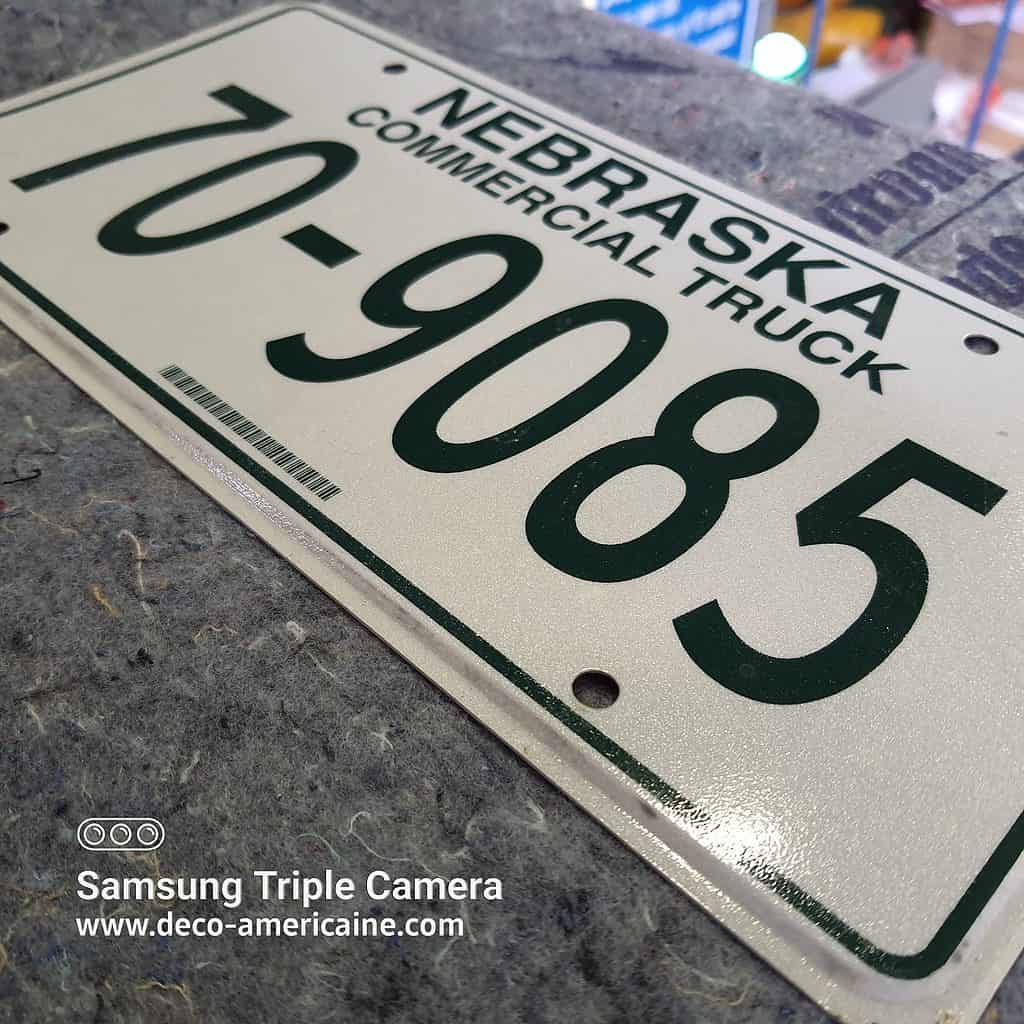 NEBRASKA
COMMERCIAL TRUCK
70-9085
Samsung Triple Camera
www.deco-americaine.com